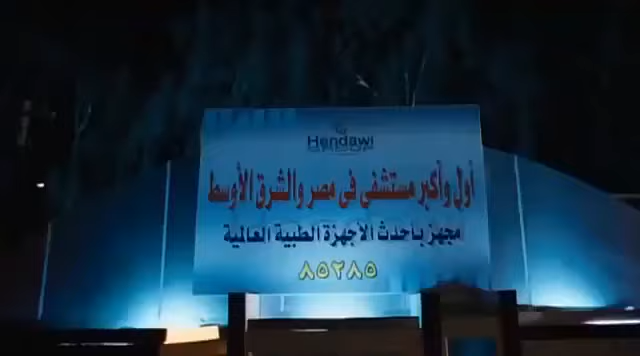 Hendawi
أول وأكبر مستشفى فى مصر والشرق الأوسط
مجهز بأحدث الأجهزة الطبية العالمية
٨٥٢٨٥